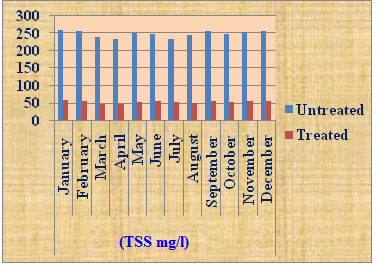 300
250
200
150
100
50
0
January
February
March
April
May
June
July
August
September
October
November
December
Untreated
Treated
(TSS mg/l)